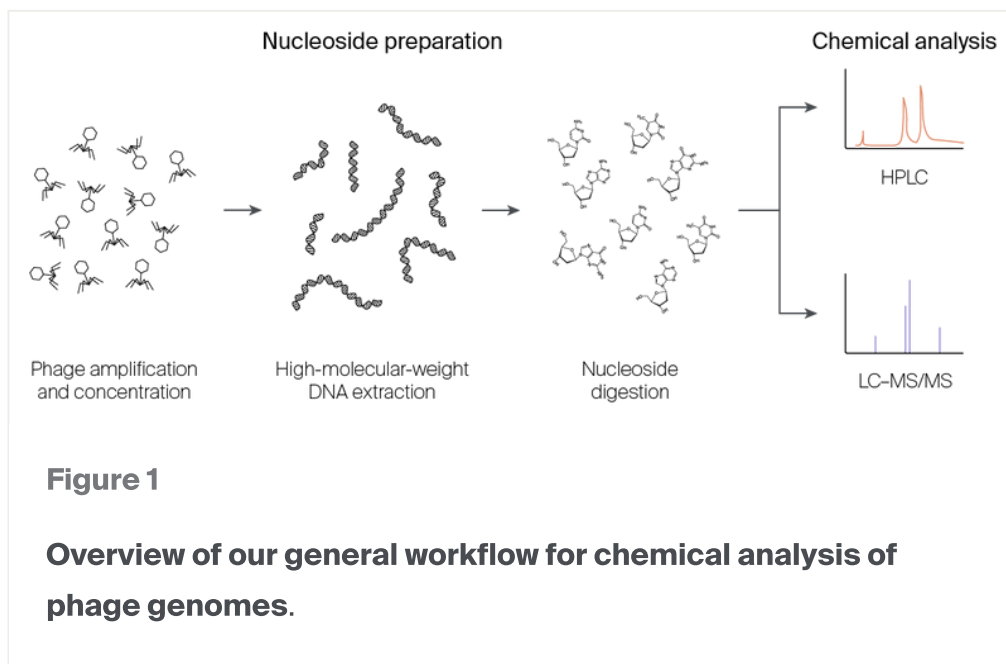 Nucleoside preparation
Chemical analysis
HPLC
LC–MS/MS
Phage amplification
and concentration
High-molecular-weight
DNA extraction
Nucleoside
digestion
Figure 1
Overview of our general workflow for chemical analysis of
phage genomes.